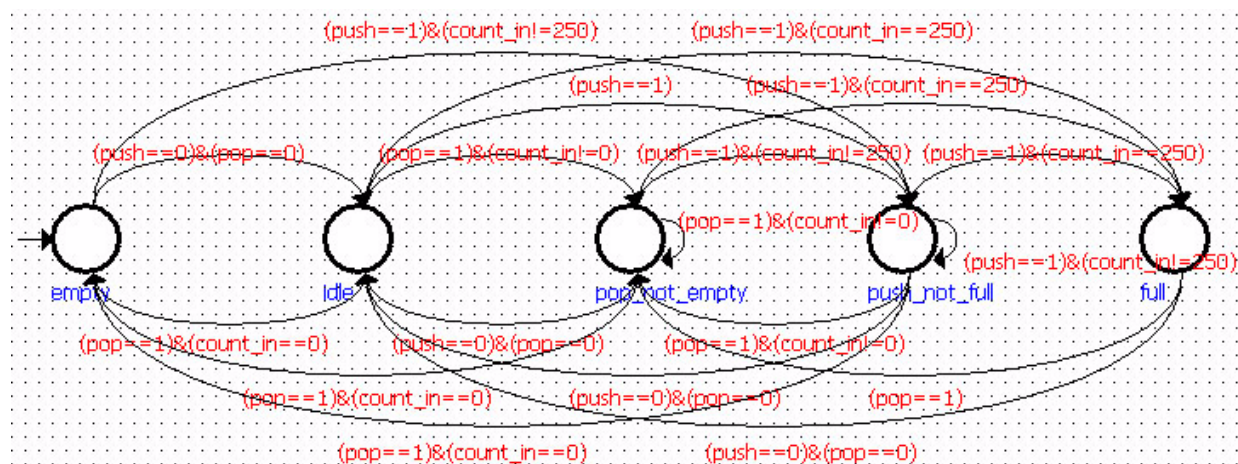 (push==1)&(count_in!=250)
(push==1)&(count_in==250)
(push==1)
(push==1)&(count_in==250)
(push==0)&(pop==0)
(pop==1)&(count_in!=0)
(push==1)&(count_in!=250)
(push==1)&(count_in==250)
(pop==1)&(count_in!=0)
(push==1)&(count_in!=250)
empty
Idle
pop_not_empty
push_not_full
full
(pop==1)&(count_in==0)
(push==0)&(pop==0)
(pop==1)&(count_in!=0)
(pop==1)&(count_in==0)
(push==0)&(pop==0)
(pop==1)
(pop==1)&(count_in==0)
(push==0)&(pop==0)